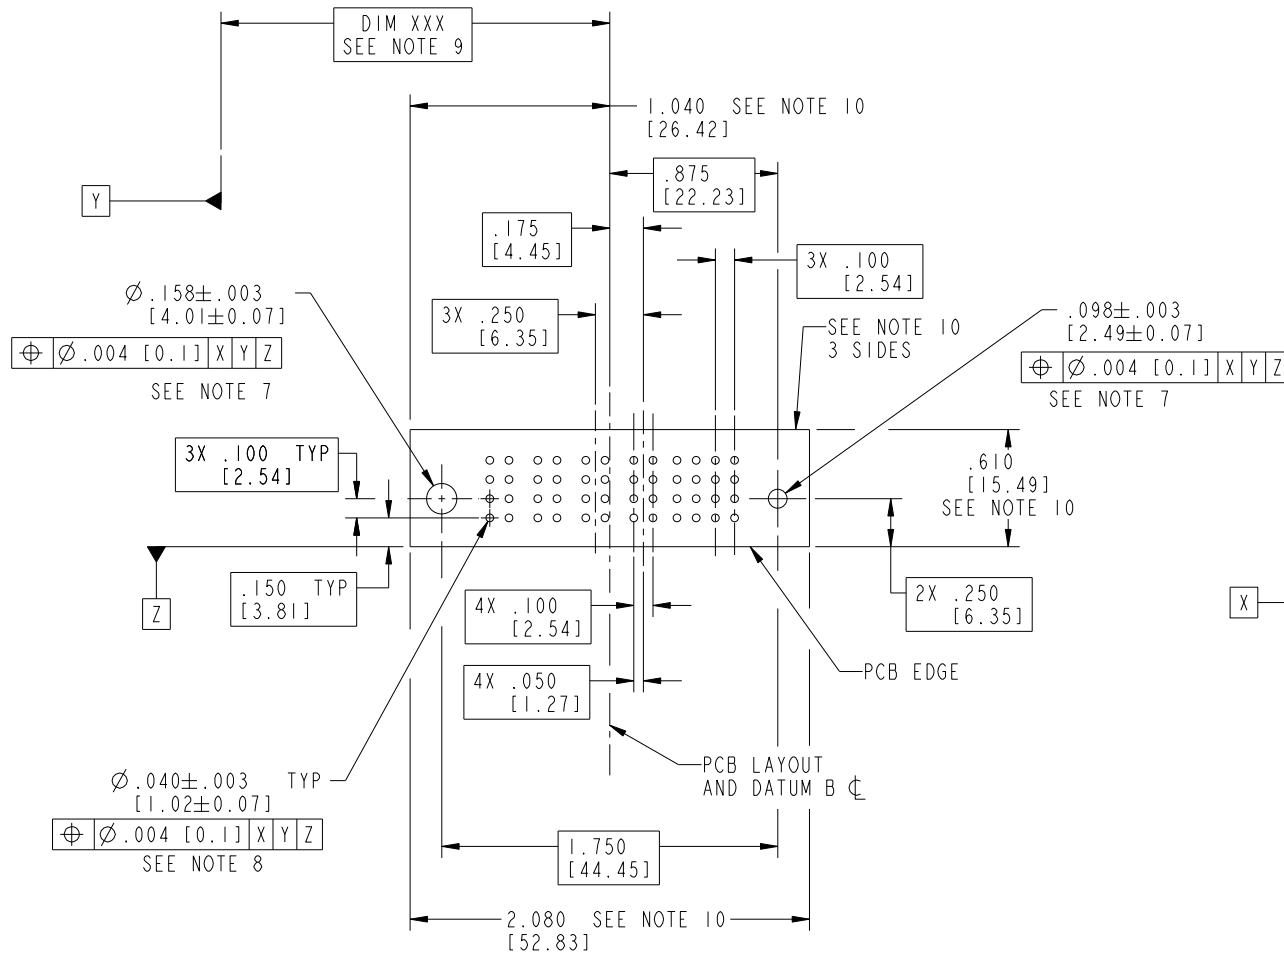 DIM XXX
SEE NOTE 9
1.040 SEE NOTE 10
[26.42]
.875
[22.23]
Y
.175
[4.45]
3X .100
[2.54]
Ø.158±.003
[4.01±0.07]
⌖ Ø.004 [0.1] X Y Z
SEE NOTE 7
3X .250
[6.35]
SEE NOTE 10
3 SIDES
.098±.003
[2.49±0.07]
⌖ Ø.004 [0.1] X Y Z
SEE NOTE 7
3X .100 TYP
[2.54]
.610
[15.49]
SEE NOTE 10
Z
.150 TYP
[3.81]
4X .100
[2.54]
2X .250
[6.35]
X
4X .050
[1.27]
PCB EDGE
PCB LAYOUT
AND DATUM B ℄
Ø.040±.003 TYP
[1.02±0.07]
⌖ Ø.004 [0.1] X Y Z
SEE NOTE 8
1.750
[44.45]
2.080 SEE NOTE 10
[52.83]